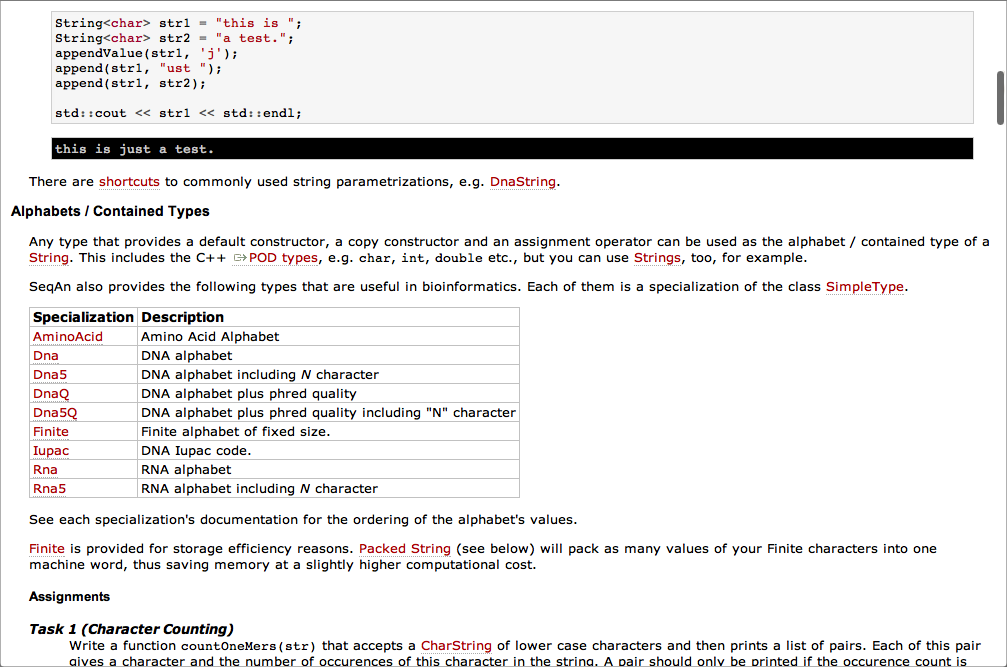 String<char> str1 = "this is ";
String<char> str2 = "a test.";
appendValue(str1, 'j');
append(str1, "ust ");
append(str1, str2);
std::cout << str1 << std::endl;
this is just a test.
There are shortcuts to commonly used string parametrizations, e.g. DnaString.
Alphabets / Contained Types
Any type that provides a default constructor, a copy constructor and an assignment operator can be used as the alphabet / contained type of a
String. This includes the C++ POD types, e.g. char, int, double etc., but you can use Strings, too, for example.
SeqAn also provides the following types that are useful in bioinformatics. Each of them is a specialization of the class SimpleType.
Specialization Description
AminoAcid Amino Acid Alphabet
Dna DNA alphabet
Dna5 DNA alphabet including N character
DnaQ DNA alphabet plus phred quality
Dna5Q DNA alphabet plus phred quality including "N" character
Finite Finite alphabet of fixed size.
Iupac DNA Iupac code.
Rna RNA alphabet
Rna5 RNA alphabet including N character
See each specialization's documentation for the ordering of the alphabet's values.
Finite is provided for storage efficiency reasons. Packed String (see below) will pack as many values of your Finite characters into one
machine word, thus saving memory at a slightly higher computational cost.
Assignments
Task 1 (Character Counting)
Write a function countOneMers(str) that accepts a CharString of lower case characters and then prints a list of pairs. Each of this pair
gives a character and the number of occurences of this character in the string. A pair should only be printed if the occurence count is